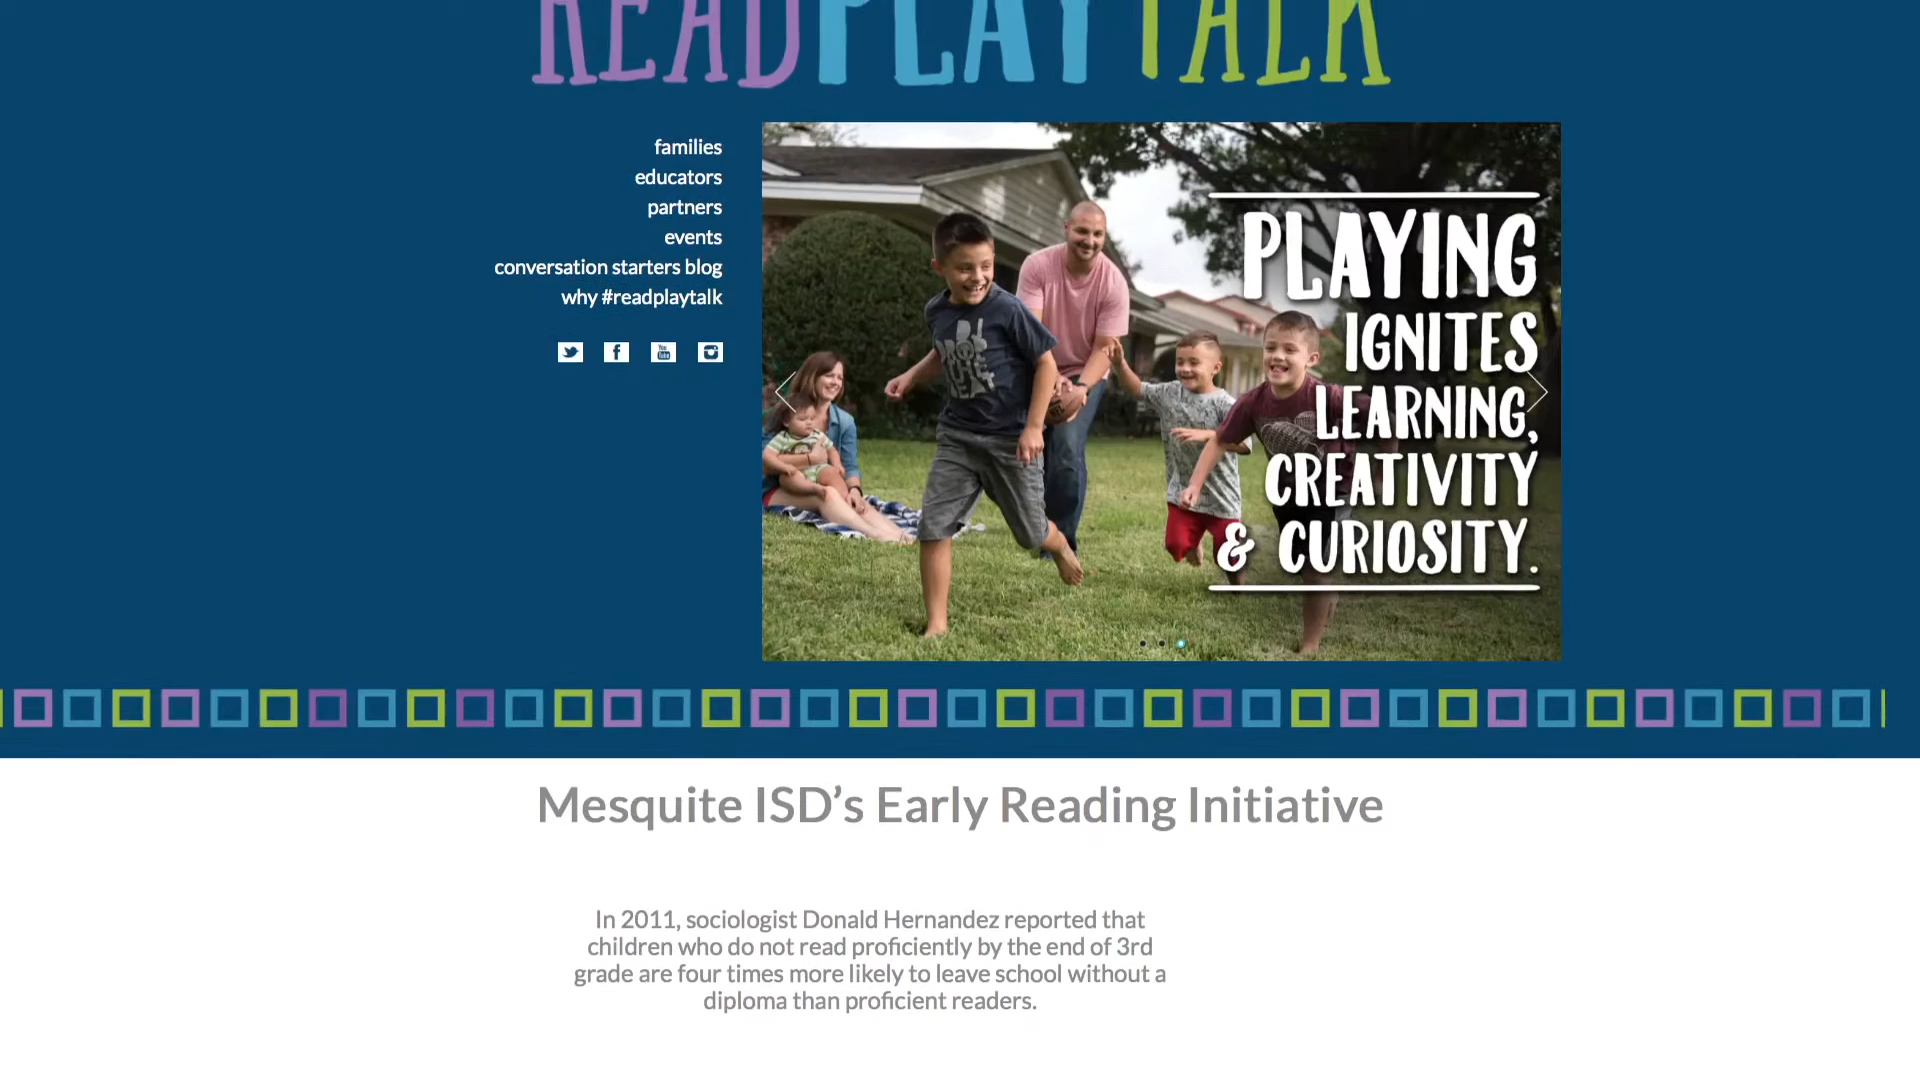 READPLAYTALK
families
educators
partners
events
conversation starters blog
why #readplaytalk
PLAYING
IGNITES
LEARNING,
CREATIVITY
& CURIOSITY.
Mesquite ISD’s Early Reading Initiative
In 2011, sociologist Donald Hernandez reported that
children who do not read proficiently by the end of 3rd
grade are four times more likely to leave school without a
diploma than proficient readers.